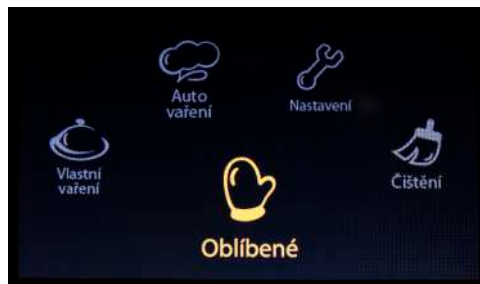 Auto
vaření
Nastavení
Vlastní
vaření
Čištění
Oblíbené